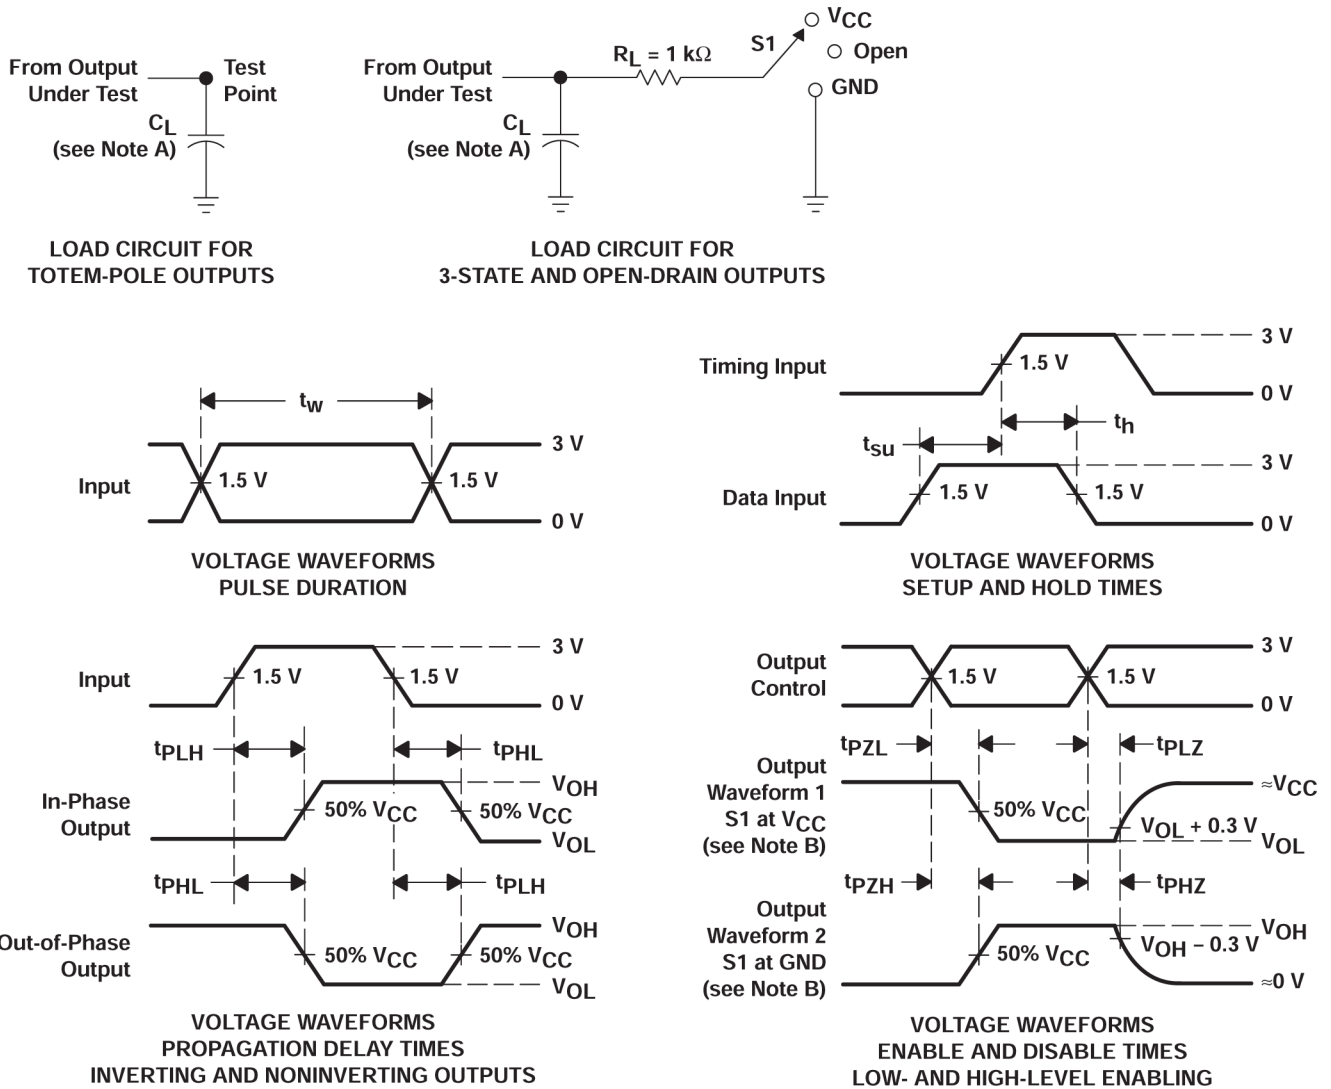 From Output
Under Test
Test
Point
CL
(see Note A)
LOAD CIRCUIT FOR
TOTEM-POLE OUTPUTS
From Output
Under Test
RL = 1 kΩ
S1
VCC
Open
GND
CL
(see Note A)
LOAD CIRCUIT FOR
3-STATE AND OPEN-DRAIN OUTPUTS
tw
Input
1.5 V
1.5 V
3 V
0 V
VOLTAGE WAVEFORMS
PULSE DURATION
Timing Input
1.5 V
3 V
0 V
tsu
th
Data Input
1.5 V
1.5 V
3 V
0 V
VOLTAGE WAVEFORMS
SETUP AND HOLD TIMES
Input
1.5 V
1.5 V
3 V
0 V
tPLH
tPHL
In-Phase
Output
50% VCC
50% VCC
VOH
VOL
tPHL
tPLH
Out-of-Phase
Output
50% VCC
50% VCC
VOH
VOL
VOLTAGE WAVEFORMS
PROPAGATION DELAY TIMES
INVERTING AND NONINVERTING OUTPUTS
Output
Control
1.5 V
1.5 V
3 V
0 V
tPZL
tPLZ
Output
Waveform 1
S1 at VCC
(see Note B)
50% VCC
VOL + 0.3 V
≈VCC
VOL
tPZH
tPHZ
Output
Waveform 2
S1 at GND
(see Note B)
50% VCC
VOH − 0.3 V
VOH
≈0 V
VOLTAGE WAVEFORMS
ENABLE AND DISABLE TIMES
LOW- AND HIGH-LEVEL ENABLING